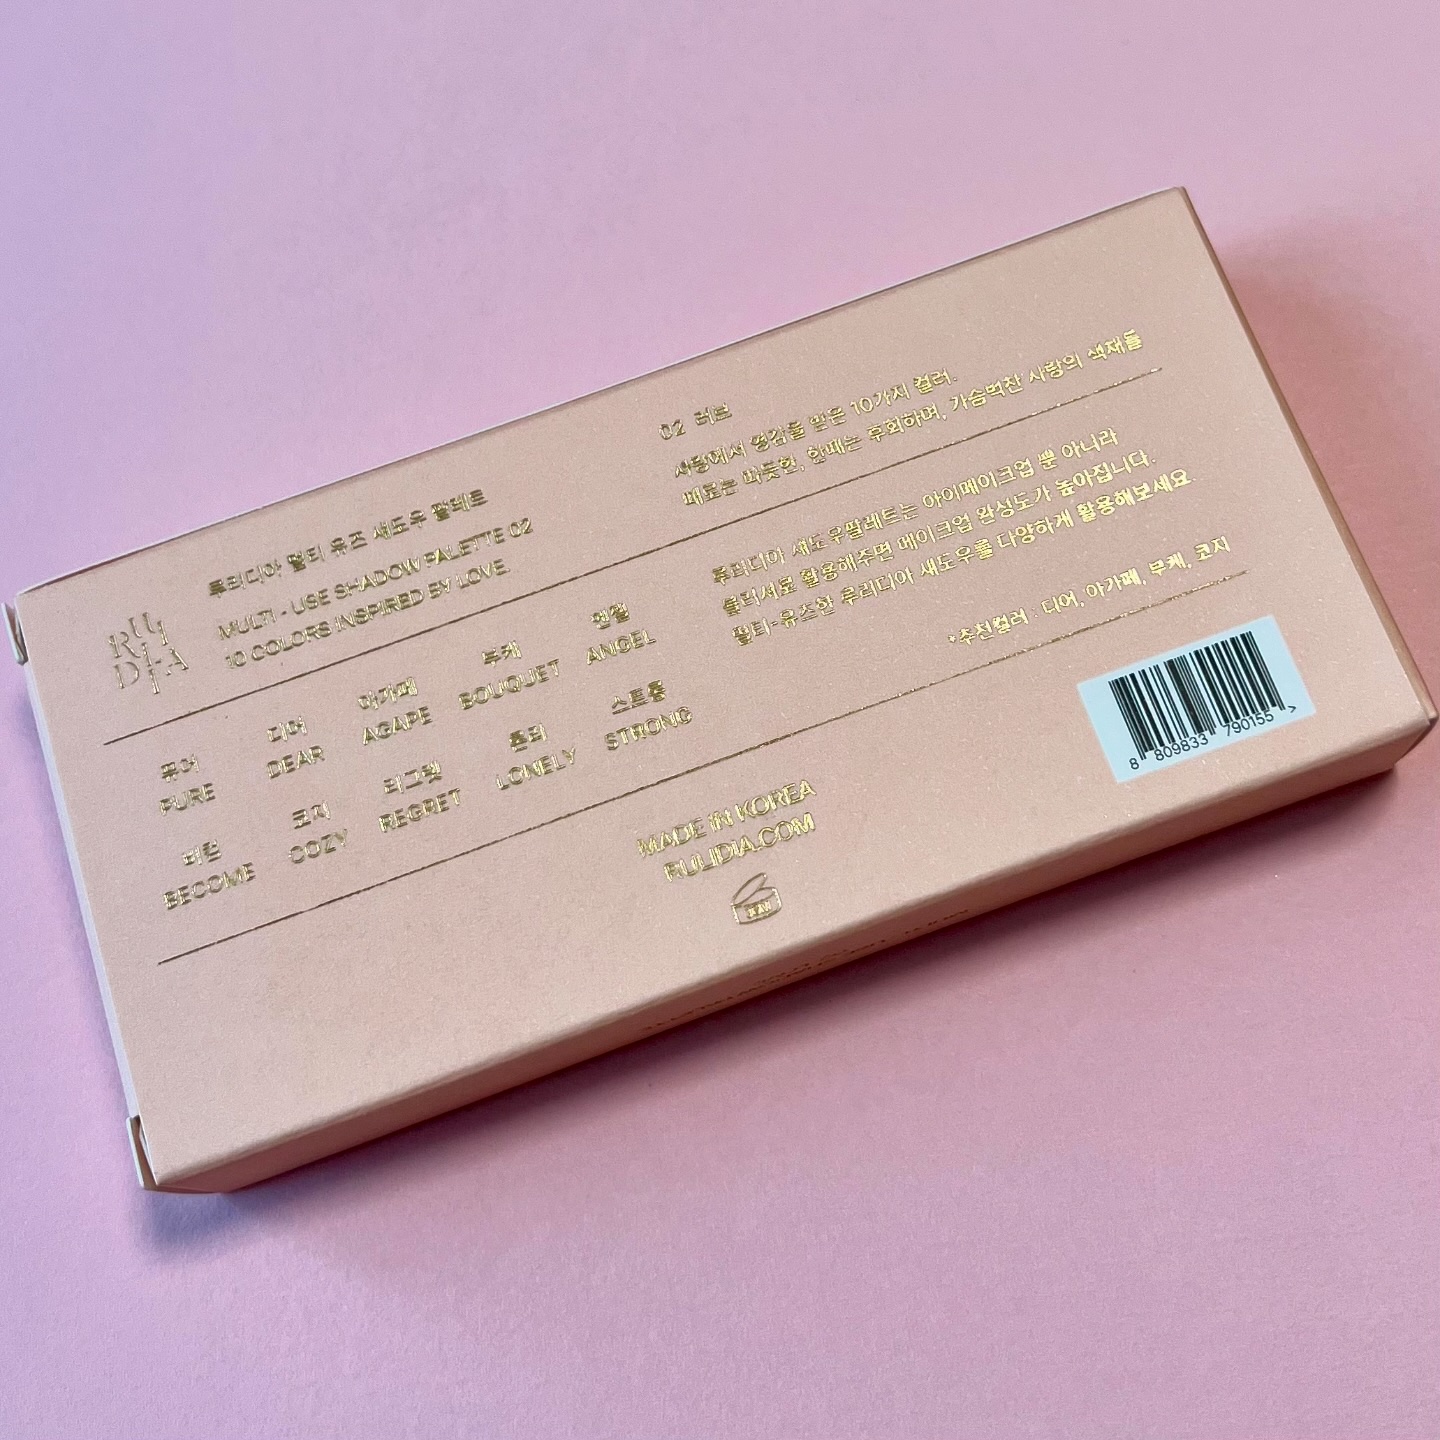 RULIDIA
루리디아 멀티 유즈 섀도우 팔레트
MULTI - USE SHADOW PALETTE 02
10 COLORS INSPIRED BY LOVE.
퓨어 디어 아가페 부케 엔젤
PURE DEAR AGAPE BOUQUET ANGEL
비컴 코지 리그렛 론리 스트롱
BECOME COZY REGRET LONELY STRONG
02 러브
사랑에서 영감을 받은 10가지 컬러.
때로는 따듯한, 한때는 후회하며, 가슴벅찬 사랑의 색채들
루리디아 섀도우팔레트는 아이메이크업 뿐 아니라
블러셔로 활용해주면 메이크업 완성도가 높아집니다.
멀티-유즈한 루리디아 섀도우를 다양하게 활용해보세요.
*추천컬러 : 디어, 아가페, 부케, 코지
MADE IN KOREA
RULIDIA.COM
8 809833 790155 >